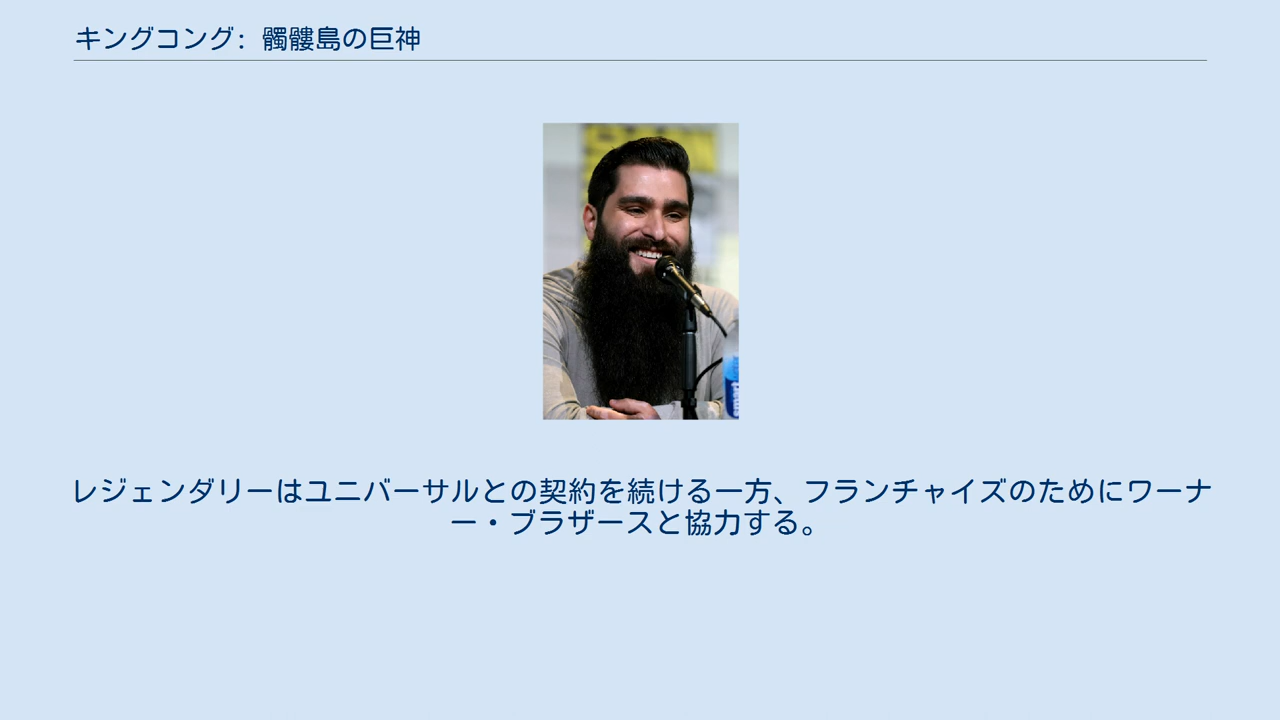 キングコング: 髑髏島の巨神
レジェンダリーはユニバーサルとの契約を続ける一方、フランチャイズのためにワーナ
ー・ブラザースと協力する。